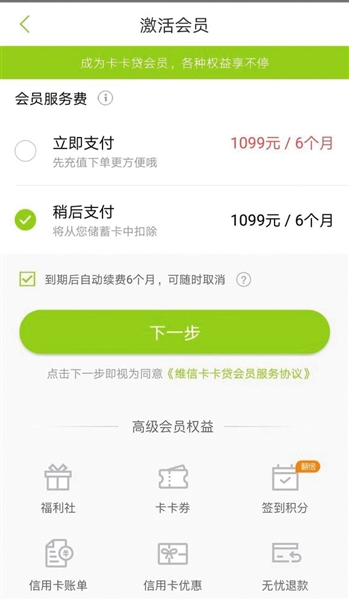 激活会员
成为卡卡贷会员，各种权益享不停
会员服务费
立即支付
1099元 / 6个月
先充值下单更方便哦
稍后支付
1099元 / 6个月
将从您储蓄卡中扣除
到期后自动续费6个月，可随时取消
下一步
点击下一步即视为同意《维信卡卡贷会员服务协议》
高级会员权益
翻倍
福利社 卡卡券 签到积分
信用卡账单 信用卡优惠 无忧退款